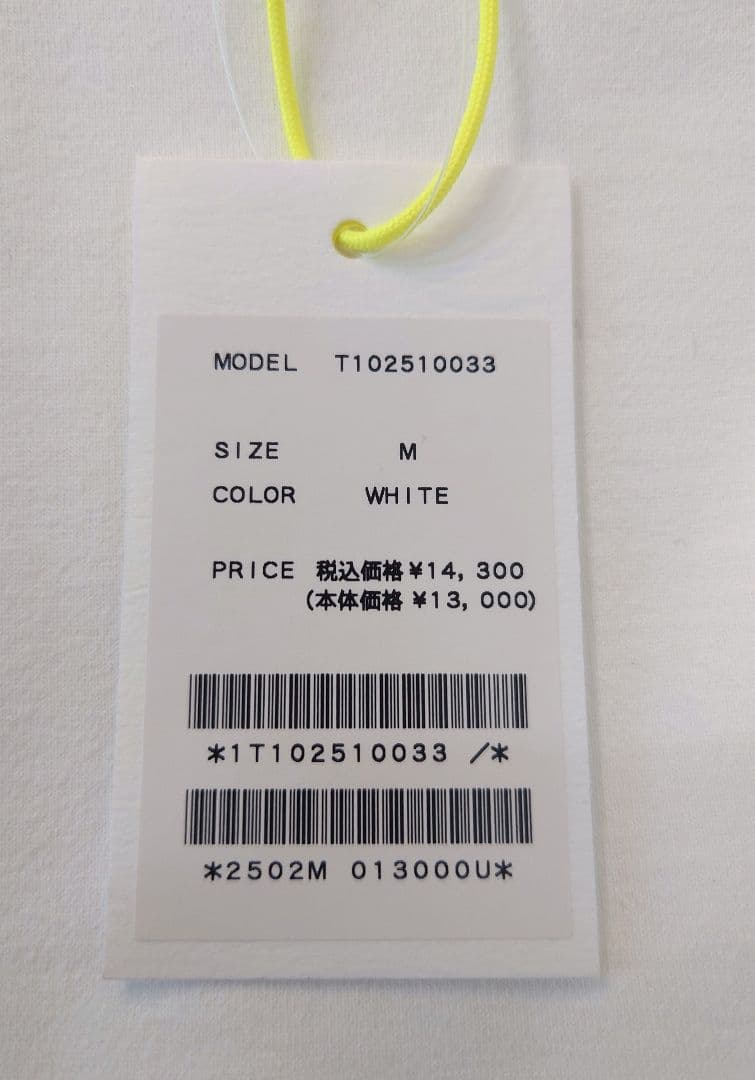 MODEL T102510033
SIZE M
COLOR WHITE
PRICE 税込価格¥14,300
(本体価格 ¥13,000)
*1T102510033 /*
*2502M 013000U*